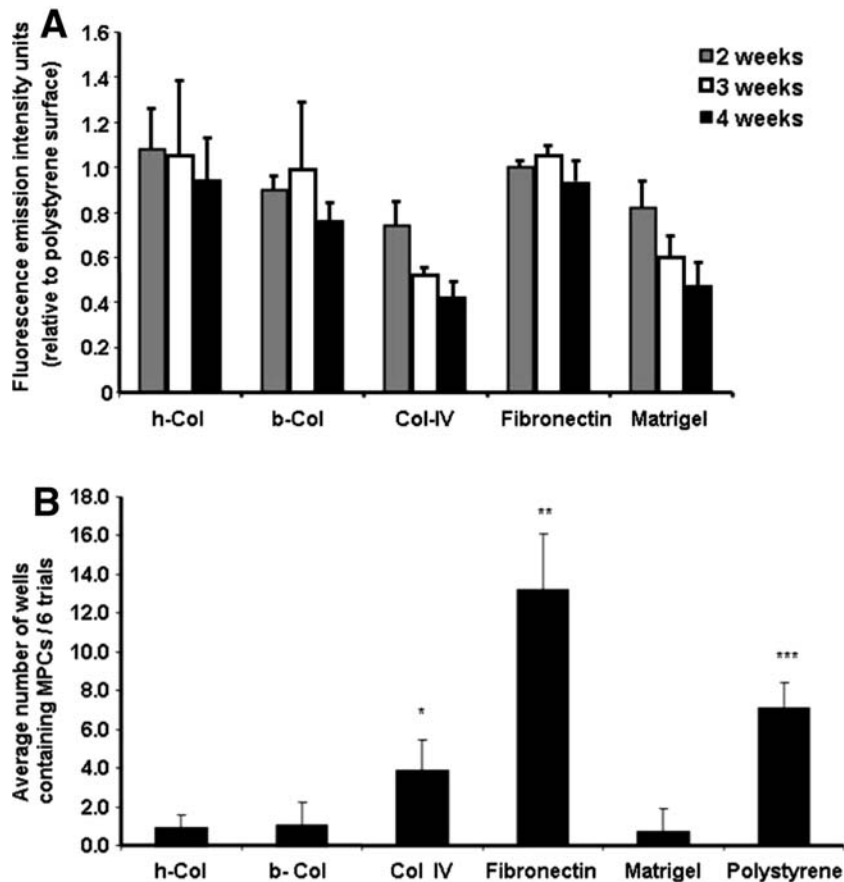 A
Fluorescence emission intensity units
(relative to polystyrene surface)
1.6
1.4
1.2
1.0
0.8
0.6
0.4
0.2
0
2 weeks
3 weeks
4 weeks
h-Col b-Col Col-IV Fibronectin Matrigel
B
Average number of wells
containing MPCs / 6 trials
18.0
16.0
14.0
12.0
10.0
8.0
6.0
4.0
2.0
0.0
*
**
***
h-Col b- Col Col IV Fibronectin Matrigel Polystyrene